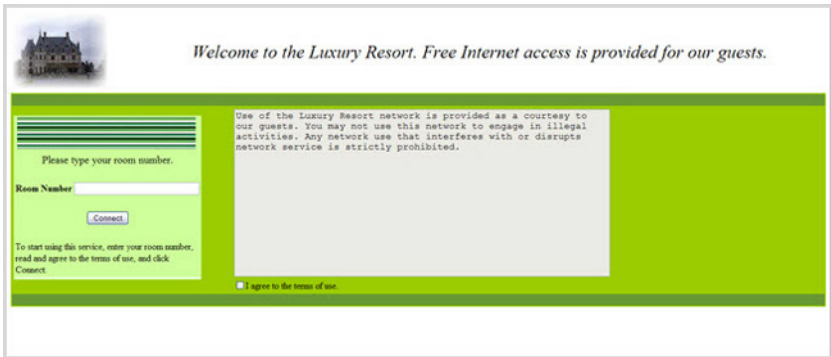 Welcome to the Luxury Resort. Free Internet access is provided for our guests.
Please type your room number.
Room Number
Connect
To start using this service, enter your room number,
read and agree to the terms of use, and click
Connect
Use of the Luxury Resort network is provided as a courtesy to
our guests. You may not use this network to engage in illegal
activities. Any network use that interferes with or disrupts
network service is strictly prohibited.
I agree to the terms of use.